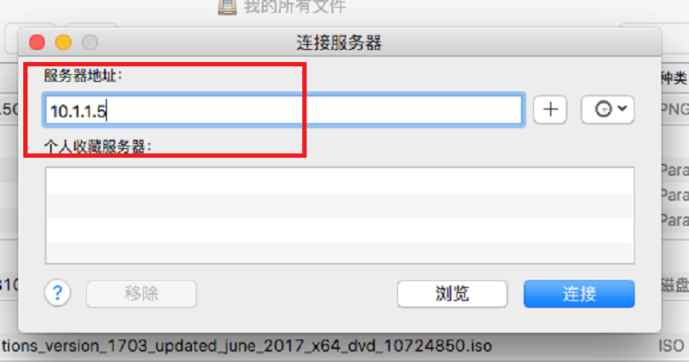 我的所有文件
连接服务器
服务器地址：
种类
10.1.1.5
PNG
个人收藏服务器：
Para
Para
Para
?
移除
浏览
连接
磁盘
tions_version_1703_updated_june_2017_x64_dvd_10724850.iso
ISO